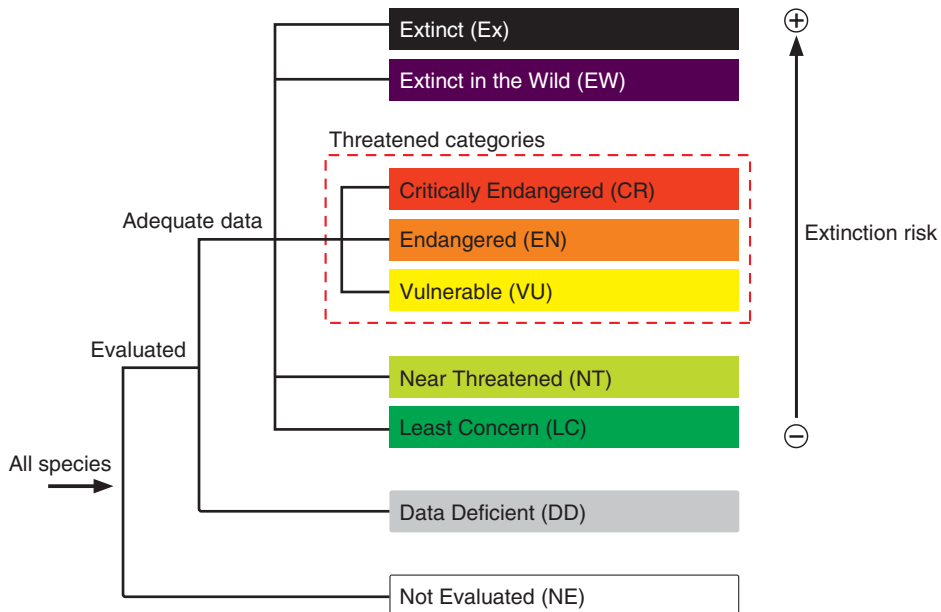 Extinct (Ex)
Extinct in the Wild (EW)
Threatened categories
Critically Endangered (CR)
Adequate data
Endangered (EN)
Extinction risk
Vulnerable (VU)
Evaluated
Near Threatened (NT)
Least Concern (LC)
All species
Data Deficient (DD)
Not Evaluated (NE)